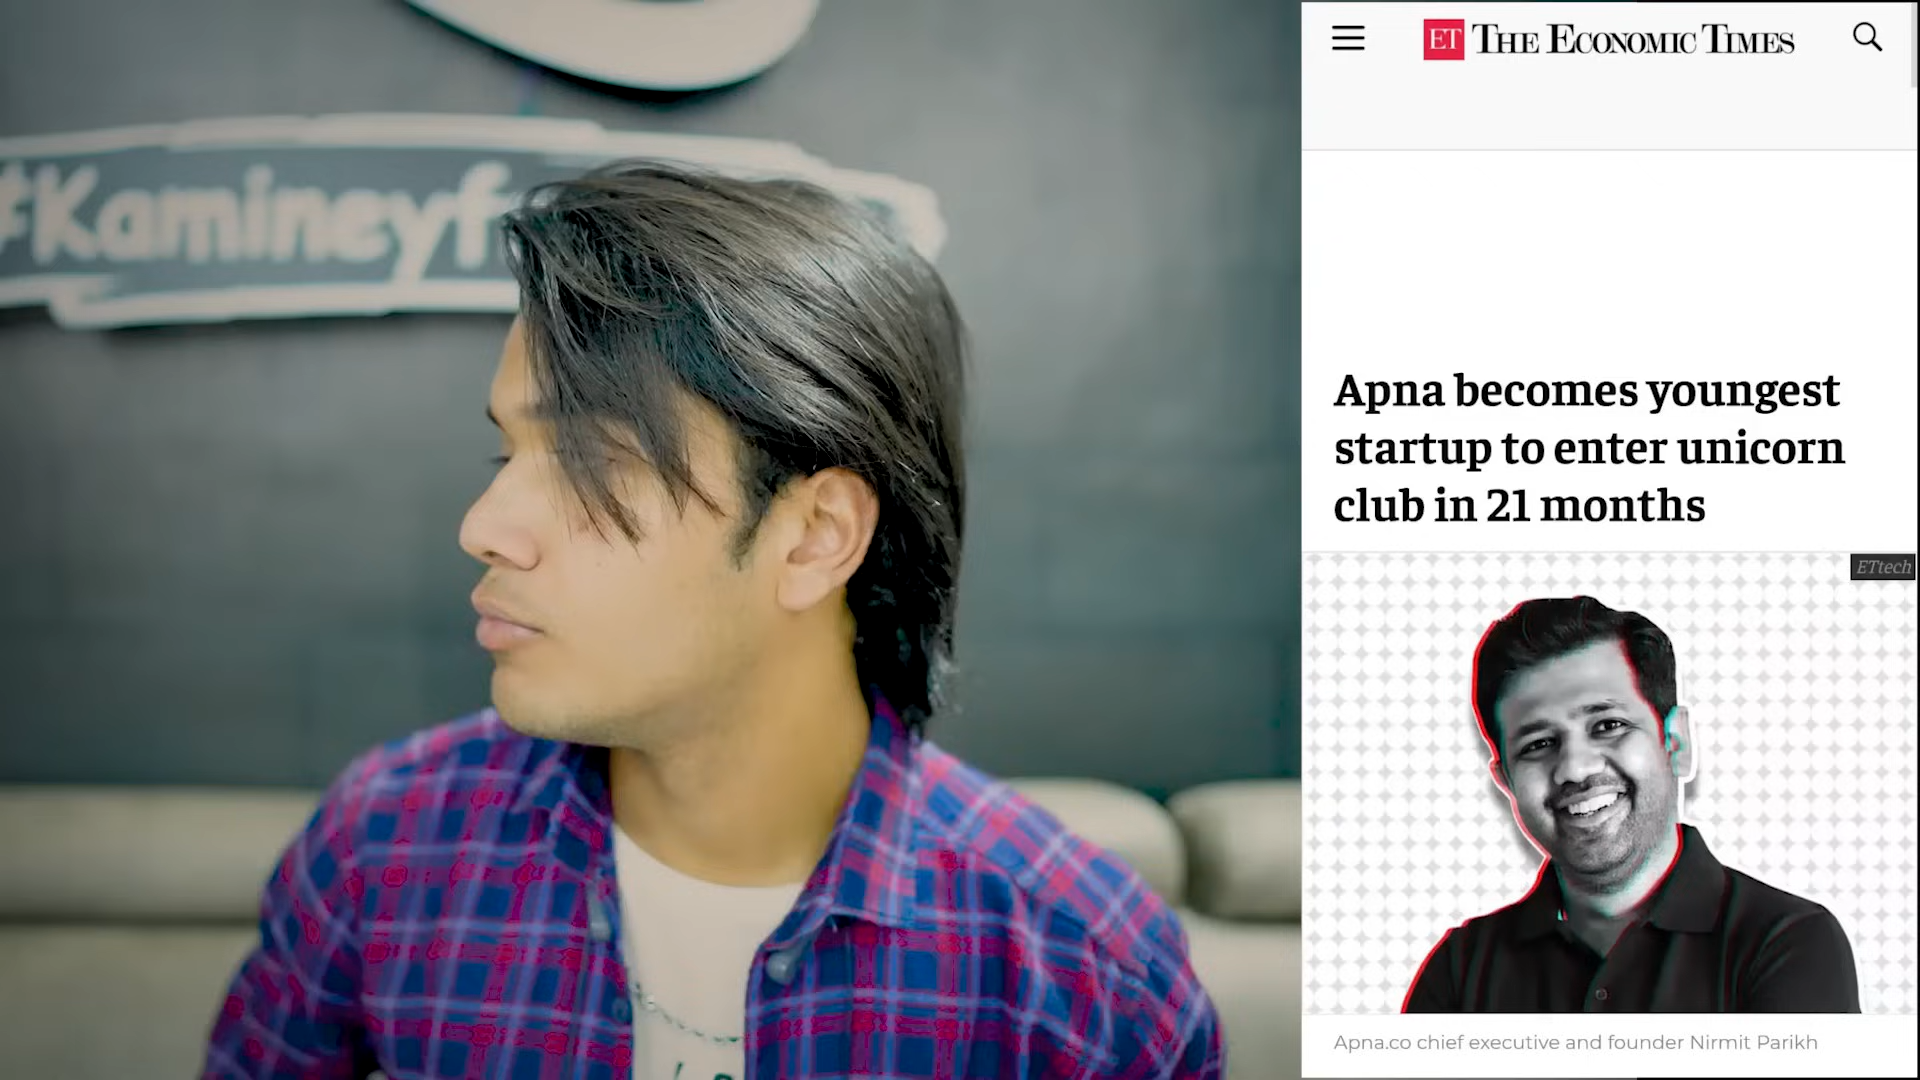 #Kamineyf
ET THE ECONOMIC TIMES
Apna becomes youngest
startup to enter unicorn
club in 21 months
ETtech
Apna.co chief executive and founder Nirmit Parikh